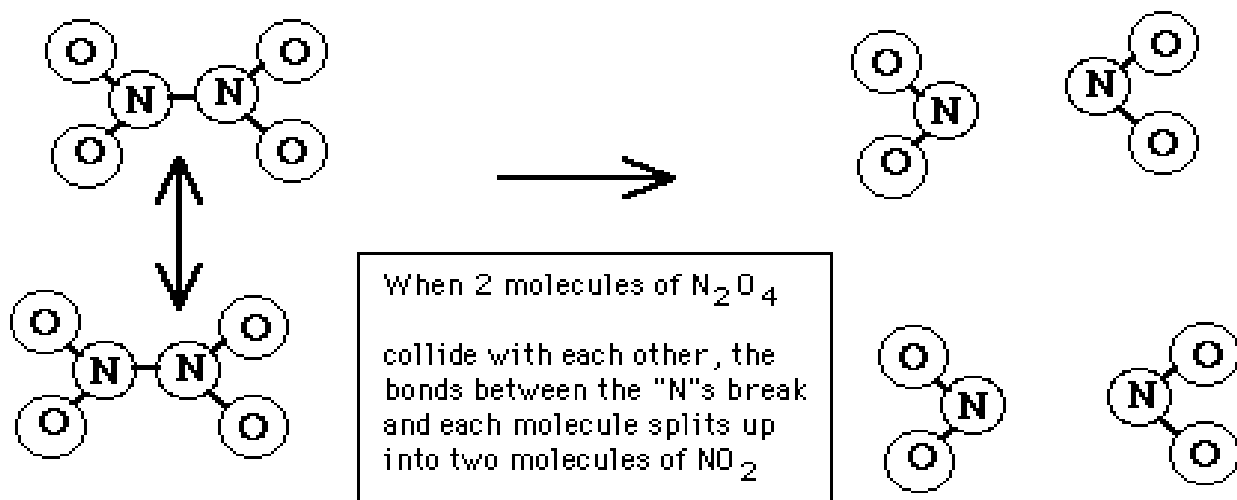 O O O O
N N N N
O O O O
When 2 molecules of N2O4
collide with each other, the
bonds between the "N"s break
and each molecule splits up
into two molecules of NO2
O O O O
N N N N
O O O O